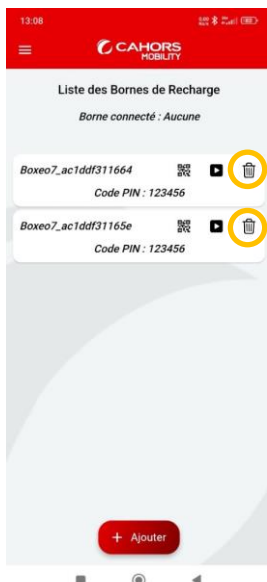 13:08
CAHORS
MOBILITY
Liste des Bornes de Recharge
Borne connecté : Aucune
Boxeo7_ac1ddf311664
Code PIN : 123456
Boxeo7_ac1ddf31165e
Code PIN : 123456
+ Ajouter